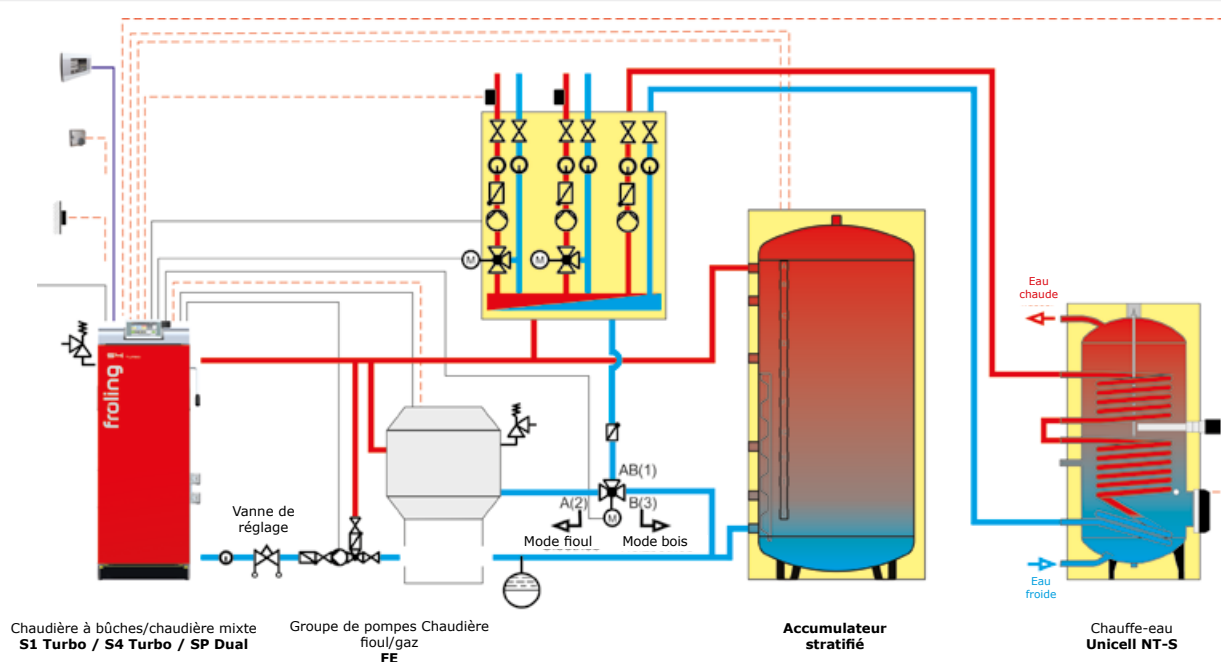 M
M
Eau
chaude
froling
S4 TURBO
AB(1)
A(2)
B(3)
M
Vanne de
réglage
Mode fioul
Mode bois
Eau
froide
Chaudière à bûches/chaudière mixte
S1 Turbo / S4 Turbo / SP Dual
Groupe de pompes Chaudière
fioul/gaz
FE
Accumulateur
stratifié
Chauffe-eau
Unicell NT-S